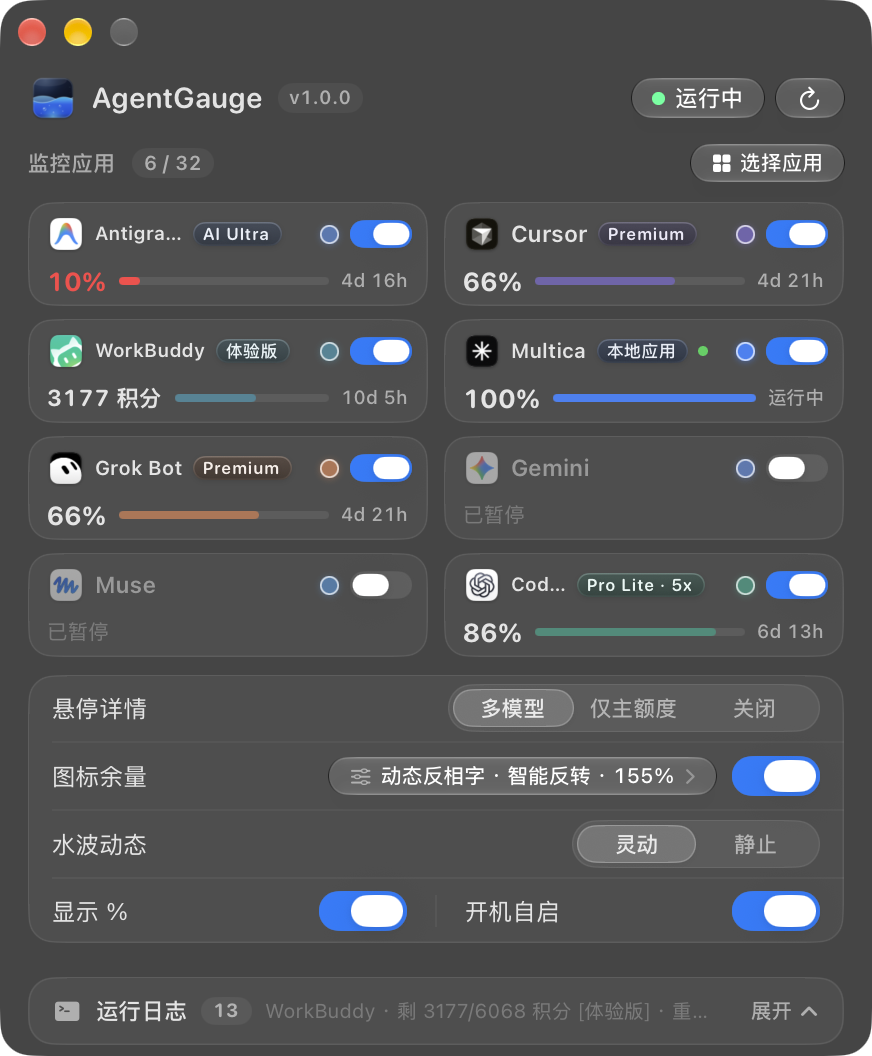 AgentGauge v1.0.0 运行中
监控应用 6 / 32 选择应用
Antigra... AI Ultra
10% 4d 16h
Cursor Premium
66% 4d 21h
WorkBuddy 体验版
3177 积分 10d 5h
Multica 本地应用
100% 运行中
Grok Bot Premium
66% 4d 21h
Gemini
已暂停
Muse
已暂停
Cod... Pro Lite · 5x
86% 6d 13h
悬停详情 多模型 仅主额度 关闭
图标余量 动态反相字 · 智能反转 · 155%
水波动态 灵动 静止
显示 % 开机自启
运行日志 13 WorkBuddy · 剩 3177/6068 积分 [体验版] · 重... 展开